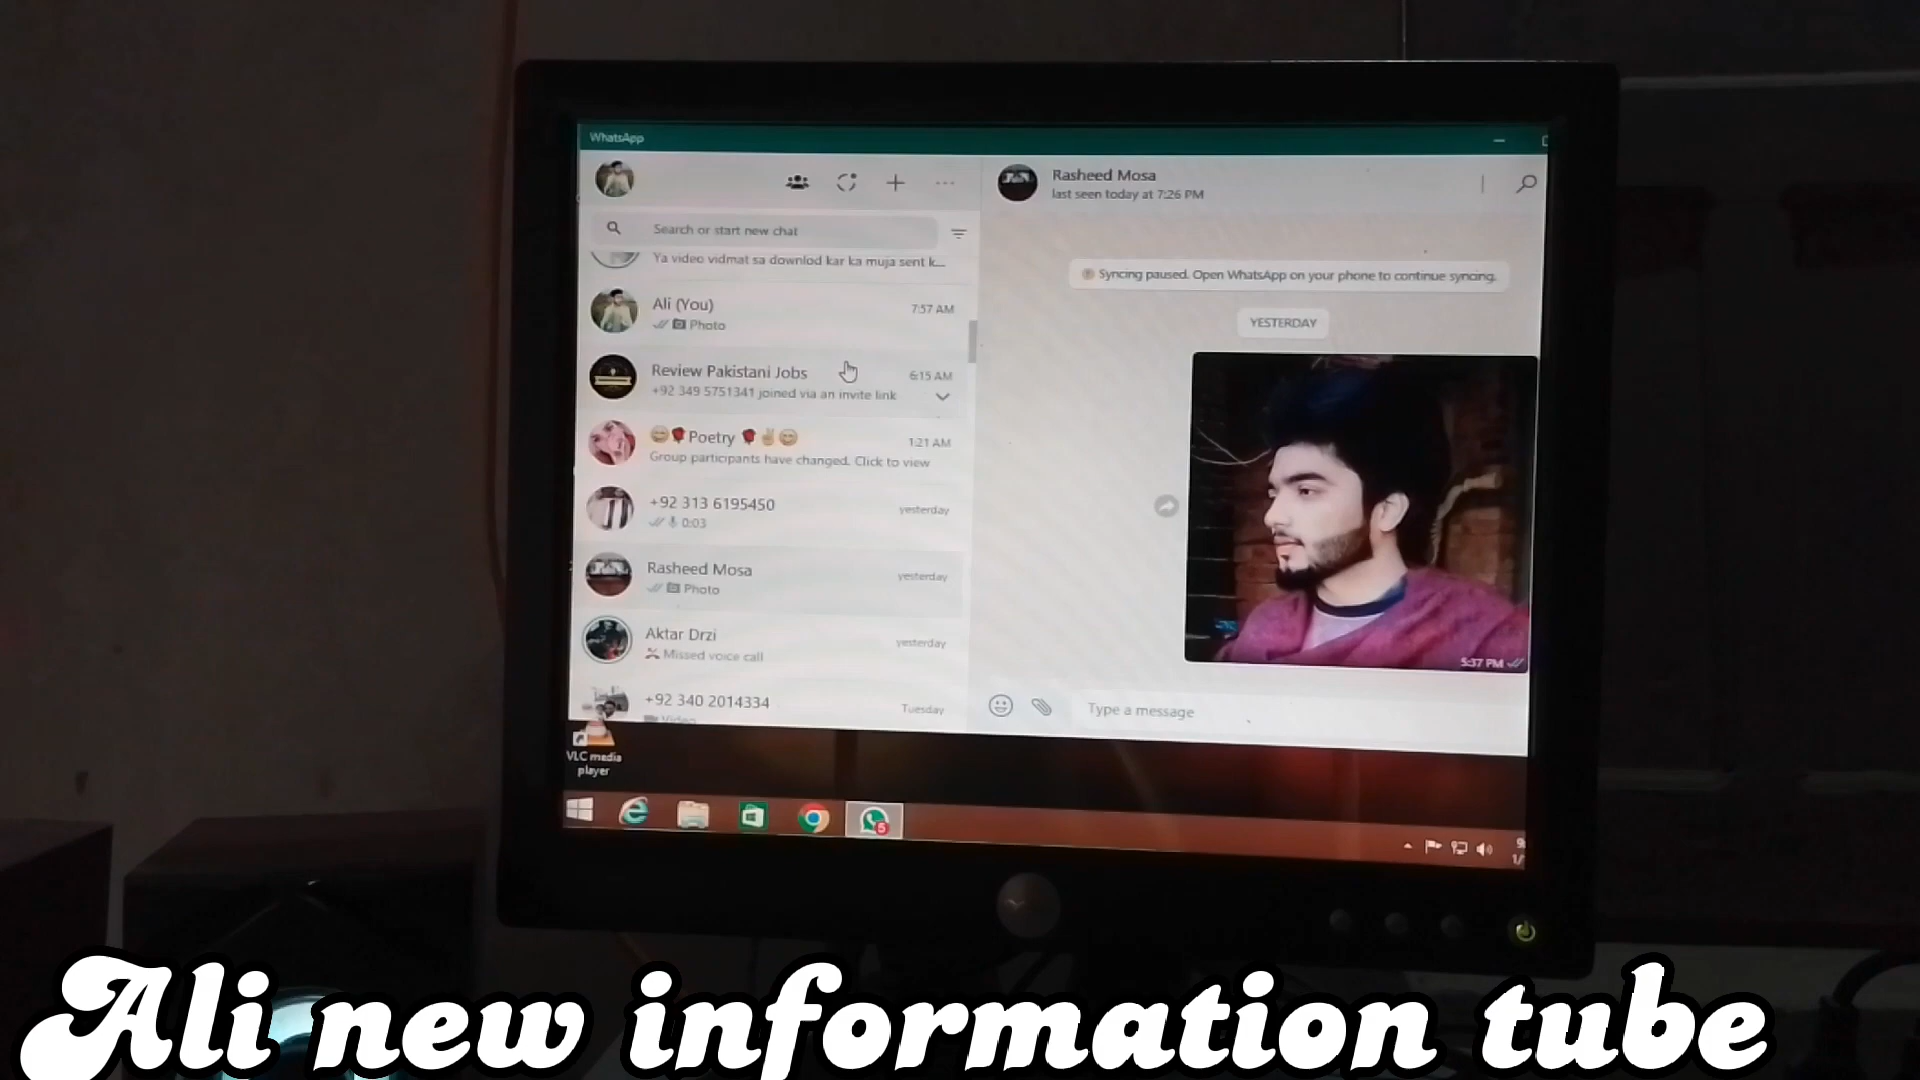 WhatsApp
Search or start new chat
Ya video vidmat sa downlod kar ka muja sent k...
Ali (You)
7:57 AM
Photo
Review Pakistani Jobs
6:15 AM
+92 349 5751341 joined via an invite link
😄🌹Poetry 🌹✌😄
1:21 AM
Group participants have changed. Click to view
+92 313 6195450
yesterday
0:03
Rasheed Mosa
yesterday
Photo
Aktar Drzi
yesterday
Missed voice call
+92 340 2014334
Tuesday
Video
Rasheed Mosa
last seen today at 7:26 PM
Syncing paused. Open WhatsApp on your phone to continue syncing.
YESTERDAY
5:37 PM
Type a message
VLC media
player
5
Ali new information tube